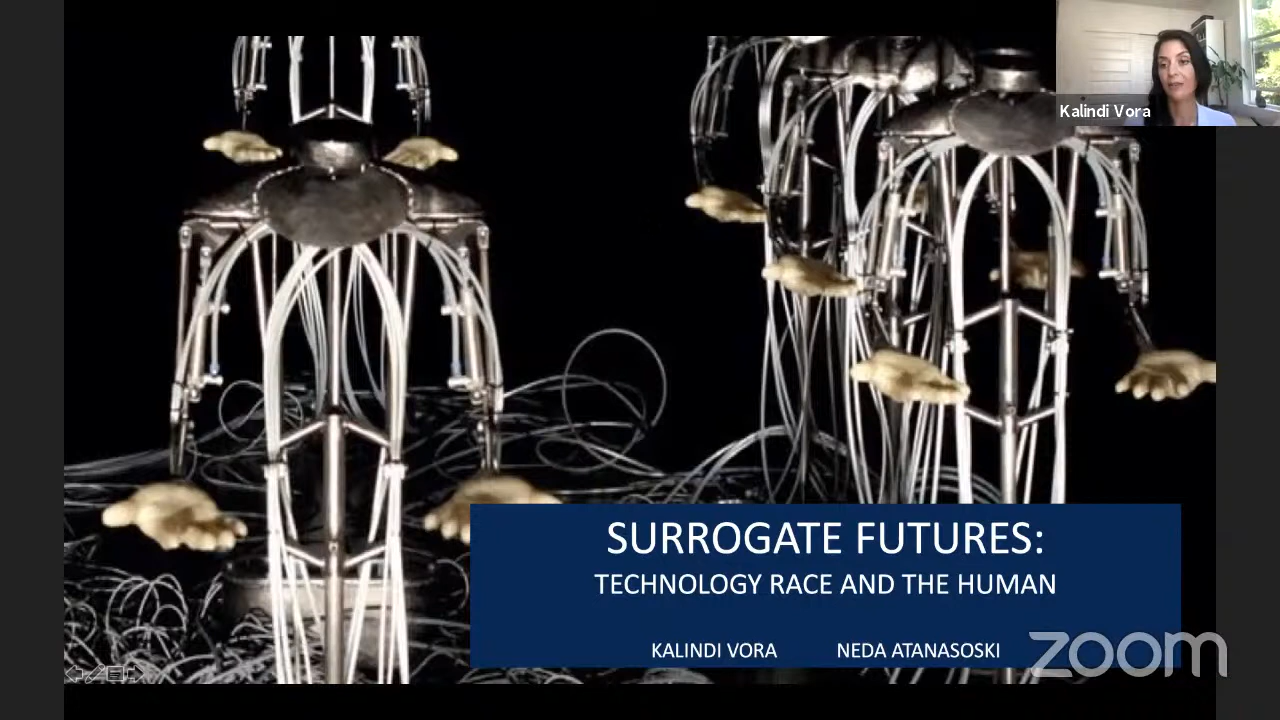 Kalindi Vora
SURROGATE FUTURES:
TECHNOLOGY RACE AND THE HUMAN
KALINDI VORA NEDA ATANASOSKI
zoom